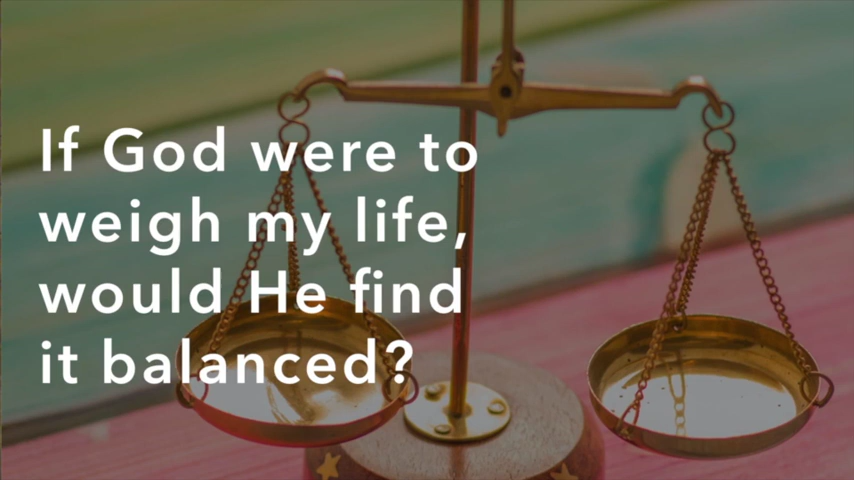 If God were to
weigh my life,
would He find
it balanced?